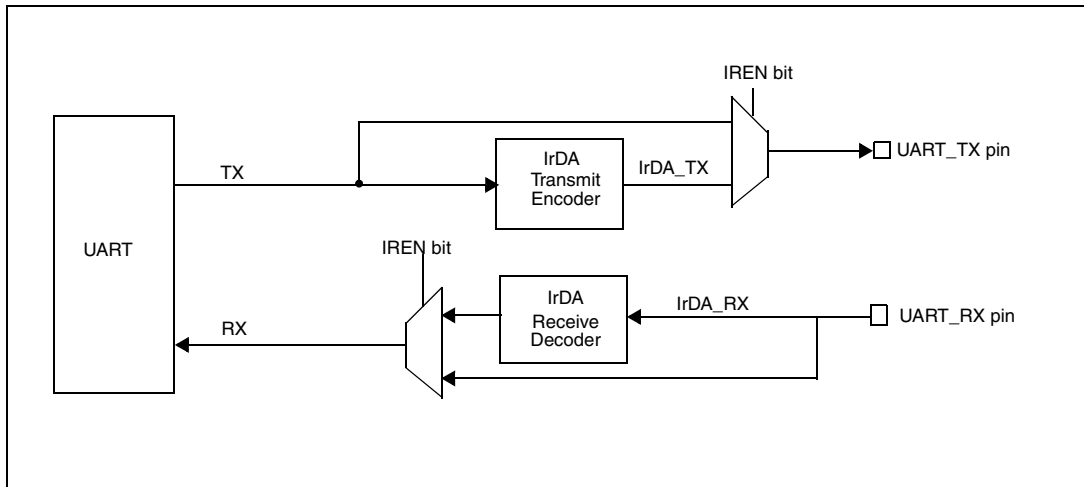 IREN bit
TX
IrDA
Transmit
Encoder
IrDA_TX
UART_TX pin
UART
IREN bit
RX
IrDA
Receive
Decoder
IrDA_RX
UART_RX pin